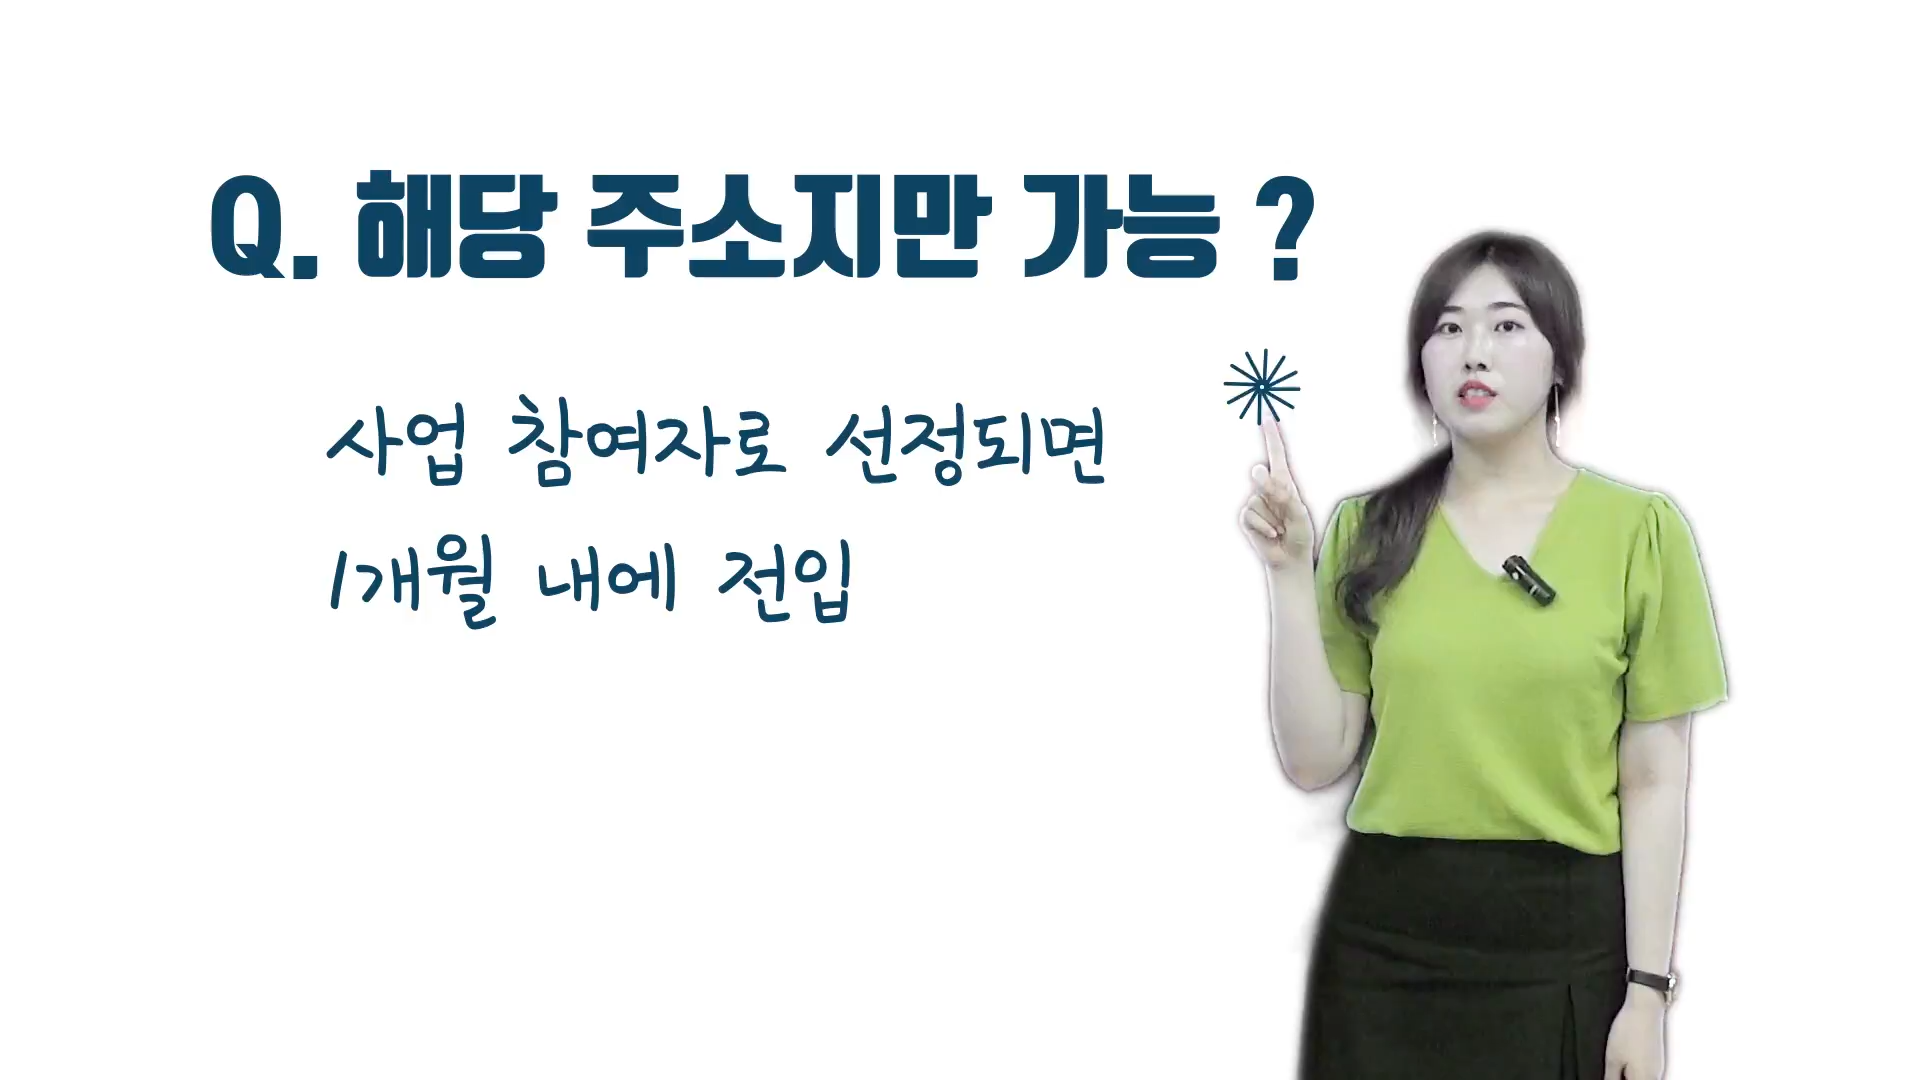 Q. 해당 주소지만 가능 ?
사업 참여자로 선정되면
1개월 내에 전입